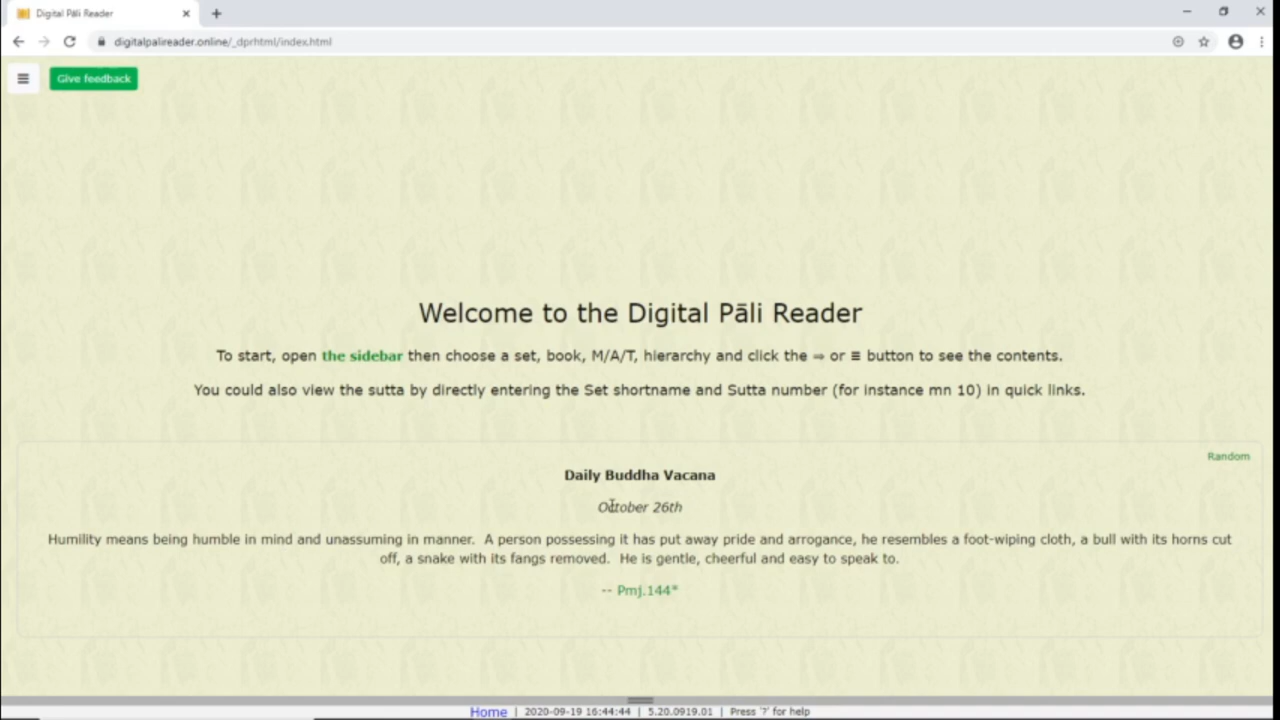 Digital Pāli Reader
digitalpalireader.online/_dprhtml/index.html
Give feedback
Welcome to the Digital Pāli Reader
To start, open the sidebar then choose a set, book, M/A/T, hierarchy and click the ⇒ or ≡ button to see the contents.
You could also view the sutta by directly entering the Set shortname and Sutta number (for instance mn 10) in quick links.
Random
Daily Buddha Vacana
October 26th
Humility means being humble in mind and unassuming in manner.  A person possessing it has put away pride and arrogance, he resembles a foot-wiping cloth, a bull with its horns cut
off, a snake with its fangs removed.  He is gentle, cheerful and easy to speak to.
-- Pmj.144*
Home | 2020-09-19 16:44:44 | 5.20.0919.01 | Press '?' for help